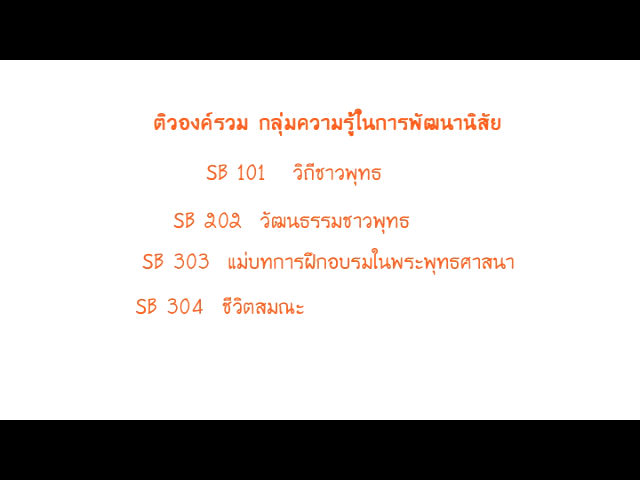 ติวองค์รวม กลุ่มความรู้ในการพัฒนานิสัย
SB 101 วิถีชาวพุทธ
SB 202 วัฒนธรรมชาวพุทธ
SB 303 แม่บทการฝึกอบรมในพระพุทธศาสนา
SB 304 ชีวิตสมณะ